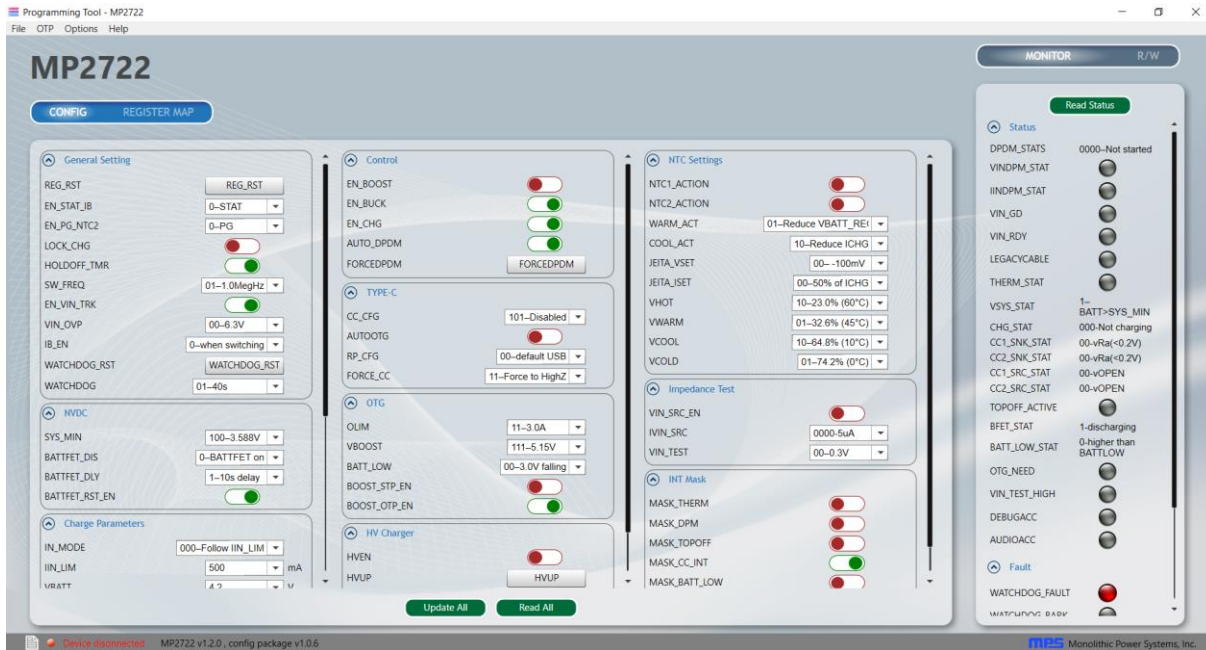 Programming Tool - MP2722
File OTP Options Help
MP2722
CONFIG REGISTER MAP
MONITOR R/W
General Setting
REG_RST REG_RST
EN_STAT_IB 0–STAT
EN_PG_NTC2 0–PG
LOCK_CHG
HOLDOFF_TMR
SW_FREQ 01–1.0MegHz
EN_VIN_TRK
VIN_OVP 00–6.3V
IB_EN 0–when switching
WATCHDOG_RST WATCHDOG_RST
WATCHDOG 01–40s
NVDC
SYS_MIN 100–3.588V
BATTFET_DIS 0–BATTFET on
BATTFET_DLY 1–10s delay
BATTFET_RST_EN
Charge Parameters
IN_MODE 000–Follow IIN_LIM
IIN_LIM 500 mA
VBATT 4.2 V
Control
EN_BOOST
EN_BUCK
EN_CHG
AUTO_DPDM
FORCEDPDM FORCEDPDM
TYPE-C
CC_CFG 101–Disabled
AUTOOTG
RP_CFG 00–default USB
FORCE_CC 11–Force to HighZ
OTG
OLIM 11–3.0A
VBOOST 111–5.15V
BATT_LOW 00–3.0V falling
BOOST_STP_EN
BOOST_OTP_EN
HV Charger
HVEN
HVUP HVUP
NTC Settings
NTC1_ACTION
NTC2_ACTION
WARM_ACT 01–Reduce VBATT_RE
COOL_ACT 10–Reduce ICHG
JEITA_VSET 00– -100mV
JEITA_ISET 00–50% of ICHG
VHOT 10–23.0% (60°C)
VWARM 01–32.6% (45°C)
VCOOL 10–64.8% (10°C)
VCOLD 01–74.2% (0°C)
Impedance Test
VIN_SRC_EN
IVIN_SRC 0000-5uA
VIN_TEST 00–0.3V
INT Mask
MASK_THERM
MASK_DPM
MASK_TOPOFF
MASK_CC_INT
MASK_BATT_LOW
Update All Read All
Read Status
Status
DPDM_STATS 0000–Not started
VINDPM_STAT
IINDPM_STAT
VIN_GD
VIN_RDY
LEGACYCABLE
THERM_STAT
VSYS_STAT 1–
BATT>SYS_MIN
CHG_STAT 000-Not charging
CC1_SNK_STAT 00-vRa(<0.2V)
CC2_SNK_STAT 00-vRa(<0.2V)
CC1_SRC_STAT 00-vOPEN
CC2_SRC_STAT 00-vOPEN
TOPOFF_ACTIVE
BFET_STAT 1-discharging
BATT_LOW_STAT 0-higher than
BATTLOW
OTG_NEED
VIN_TEST_HIGH
DEBUGACC
AUDIOACC
Fault
WATCHDOG_FAULT
WATCHDOG_BARK
Device disconnected MP2722 v1.2.0 , config package v1.0.6
mps Monolithic Power Systems, Inc.